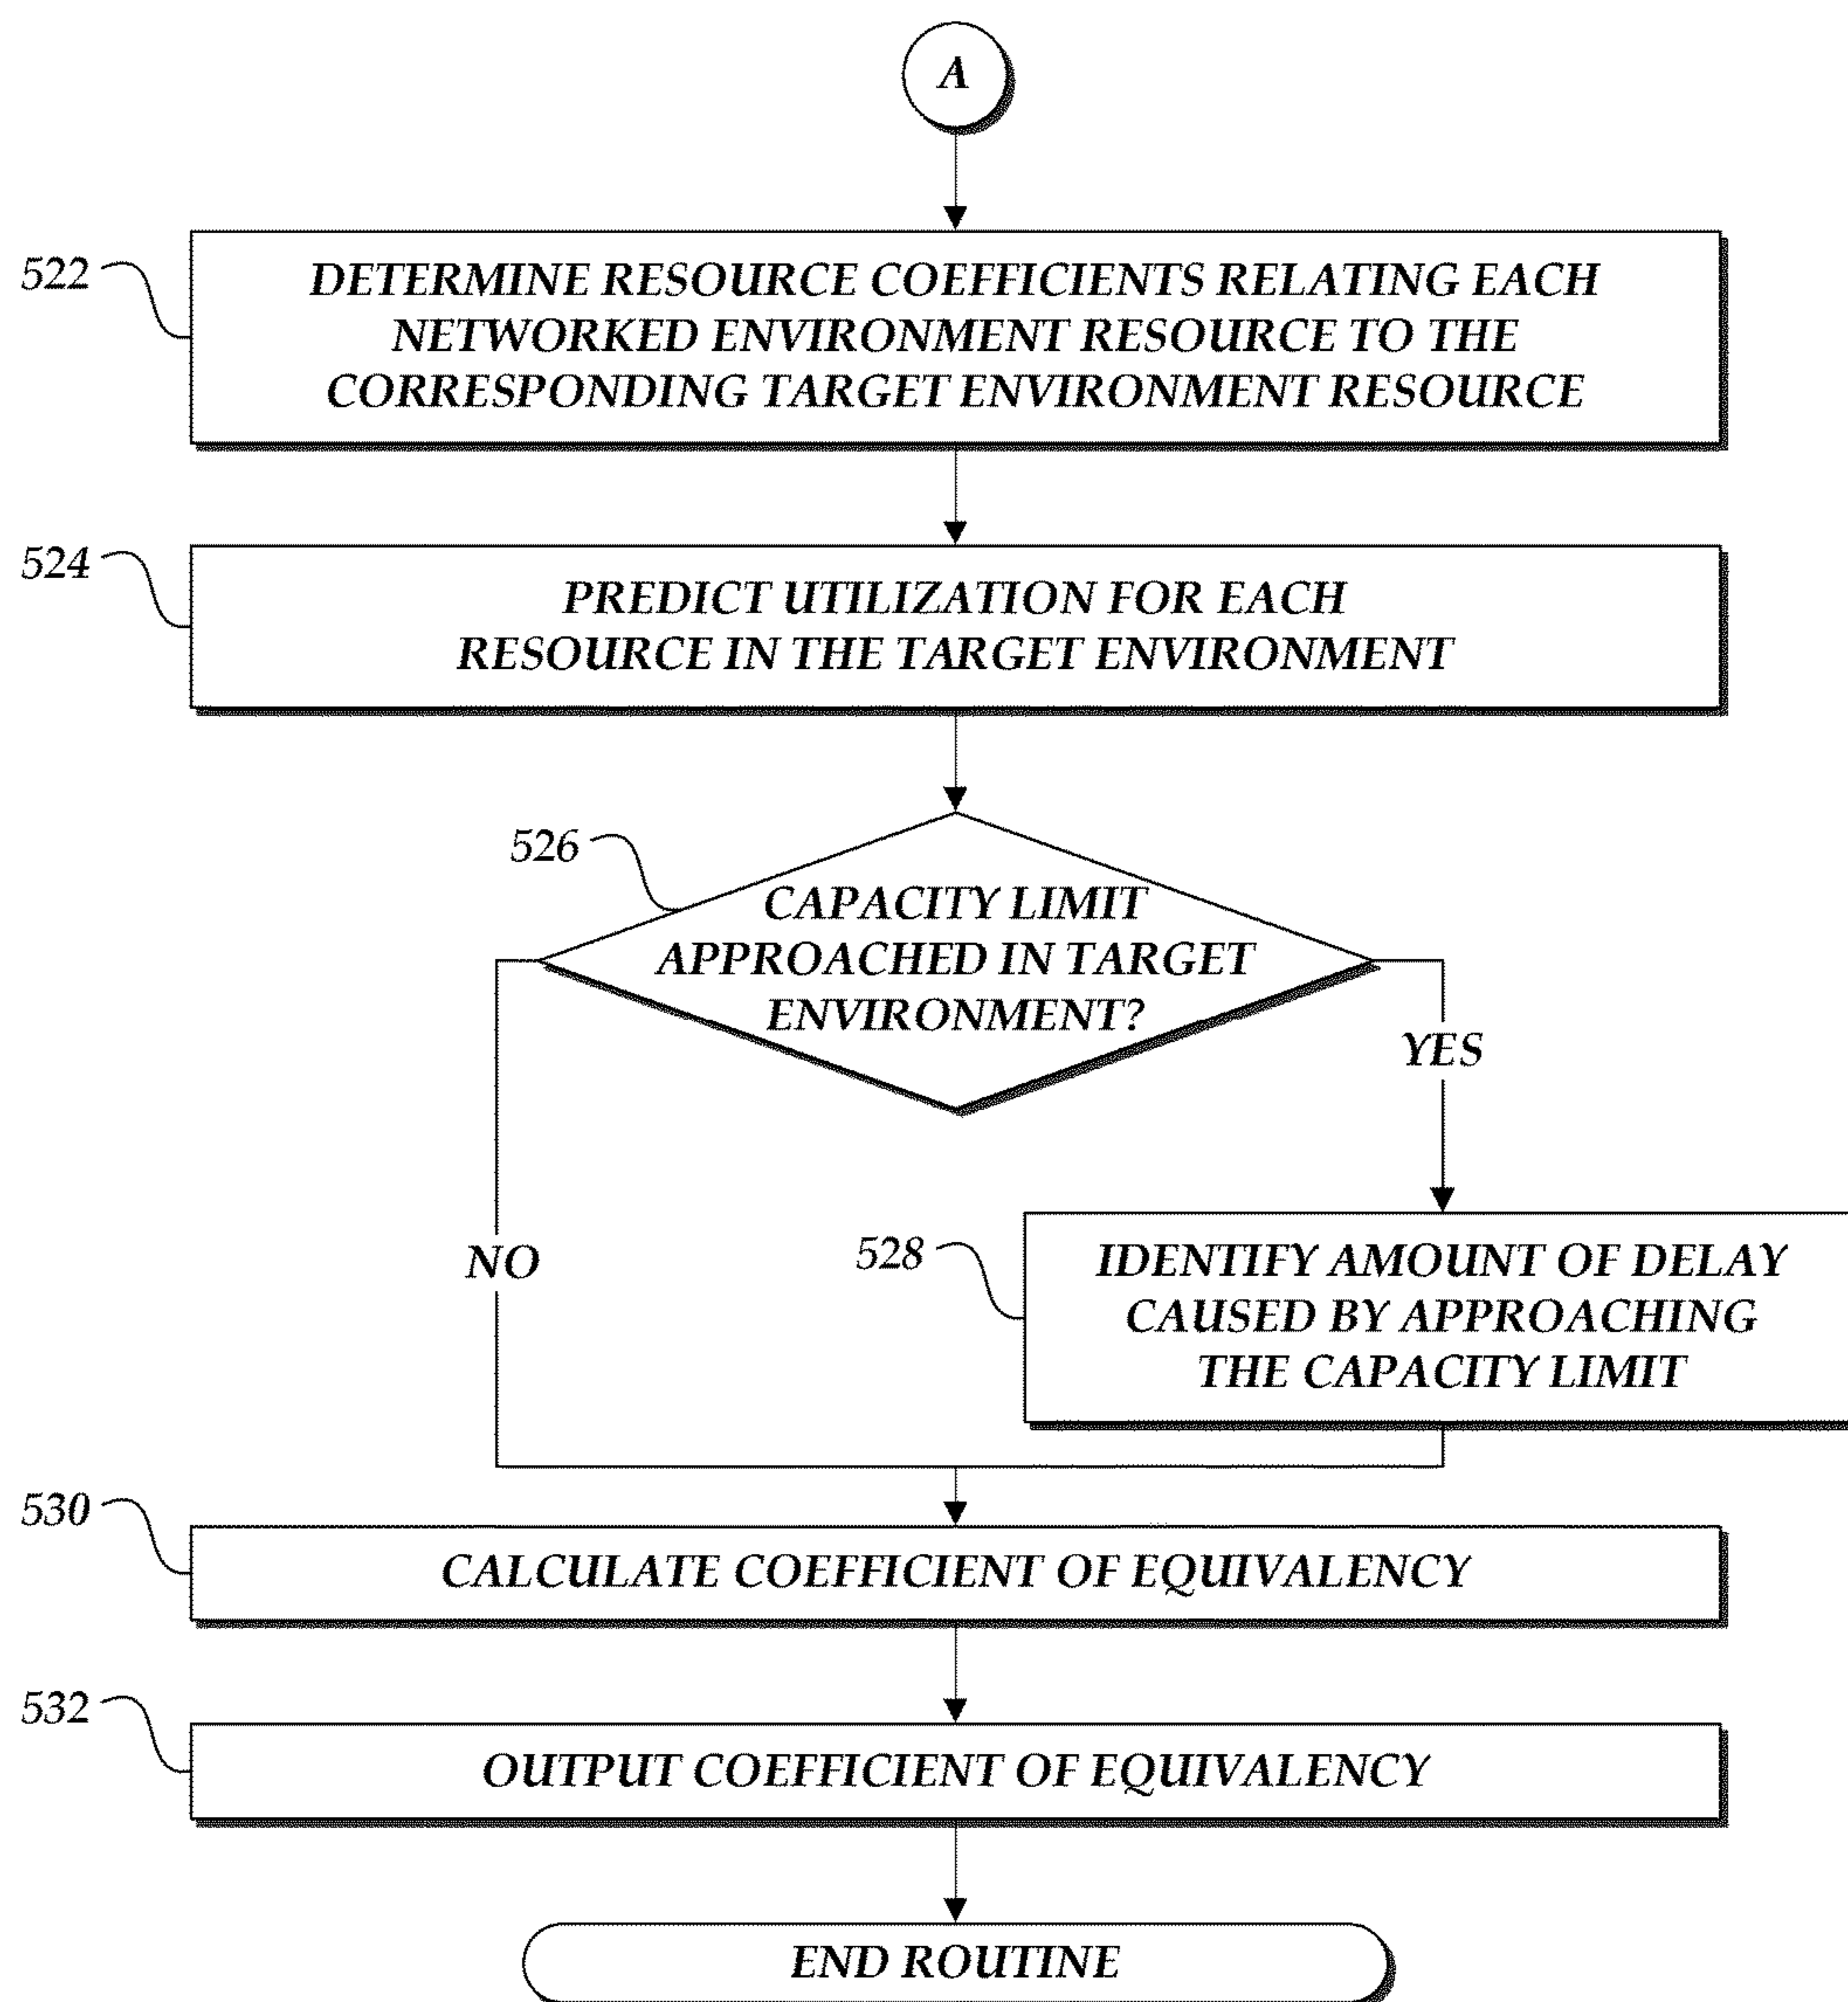 A
522
DETERMINE RESOURCE COEFFICIENTS RELATING EACH
NETWORKED ENVIRONMENT RESOURCE TO THE
CORRESPONDING TARGET ENVIRONMENT RESOURCE
524
PREDICT UTILIZATION FOR EACH
RESOURCE IN THE TARGET ENVIRONMENT
526
CAPACITY LIMIT
APPROACHED IN TARGET
ENVIRONMENT?
YES
NO
528
IDENTIFY AMOUNT OF DELAY
CAUSED BY APPROACHING
THE CAPACITY LIMIT
530
CALCULATE COEFFICIENT OF EQUIVALENCY
532
OUTPUT COEFFICIENT OF EQUIVALENCY
END ROUTINE